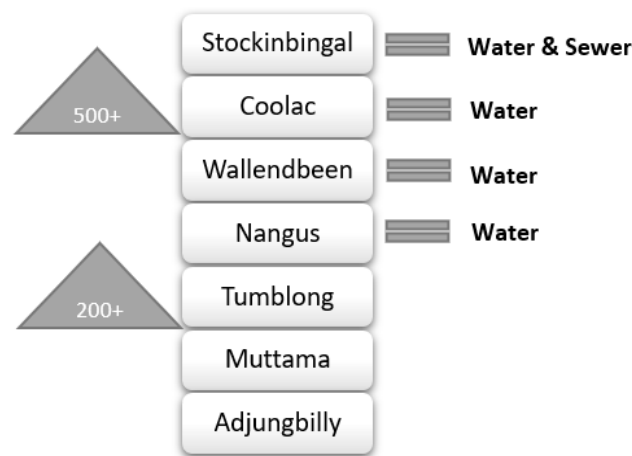 Stockinbingal
Water & Sewer
500+
Coolac
Water
Wallendbeen
Water
Nangus
Water
200+
Tumblong
Muttama
Adjungbilly